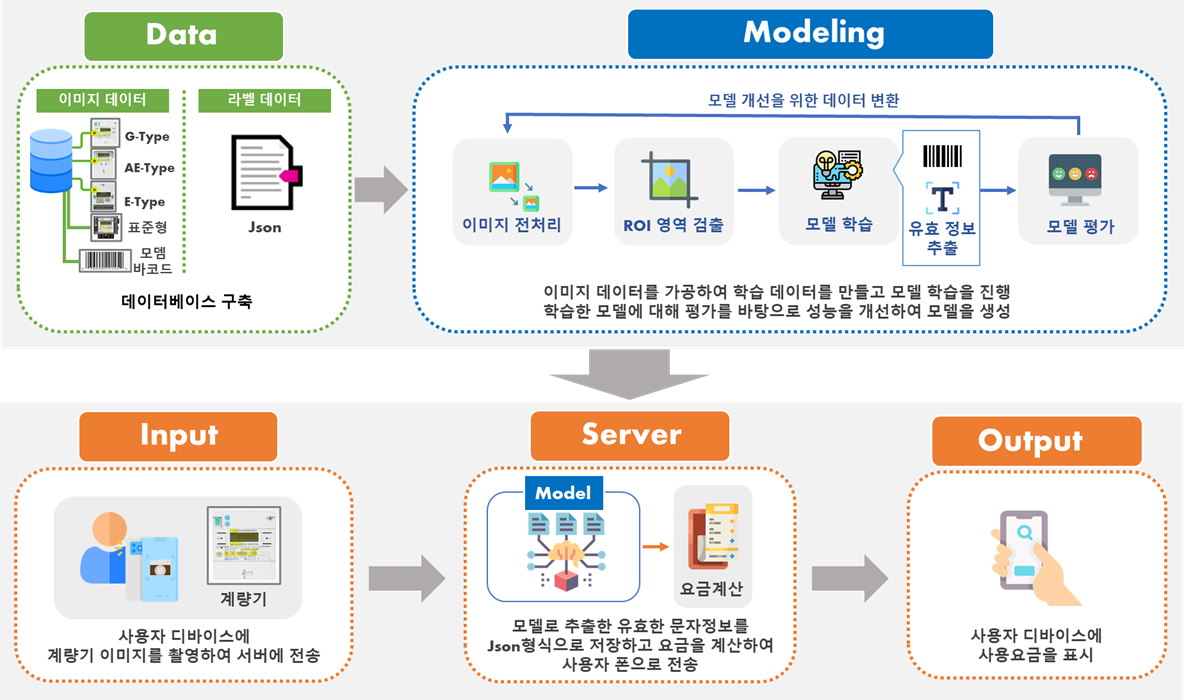 Data
이미지 데이터
라벨 데이터
G-Type
AE-Type
E-Type
표준형
모뎀
바코드
Json
데이터베이스 구축
Modeling
모델 개선을 위한 데이터 변환
이미지 전처리
ROI 영역 검출
모델 학습
T
유효 정보
추출
모델 평가
이미지 데이터를 가공하여 학습 데이터를 만들고 모델 학습을 진행
학습한 모델에 대해 평가를 바탕으로 성능을 개선하여 모델을 생성
Input
계량기
사용자 디바이스에
계량기 이미지를 촬영하여 서버에 전송
Server
Model
요금계산
모델로 추출한 유효한 문자정보를
Json형식으로 저장하고 요금을 계산하여
사용자 폰으로 전송
Output
사용자 디바이스에
사용요금을 표시